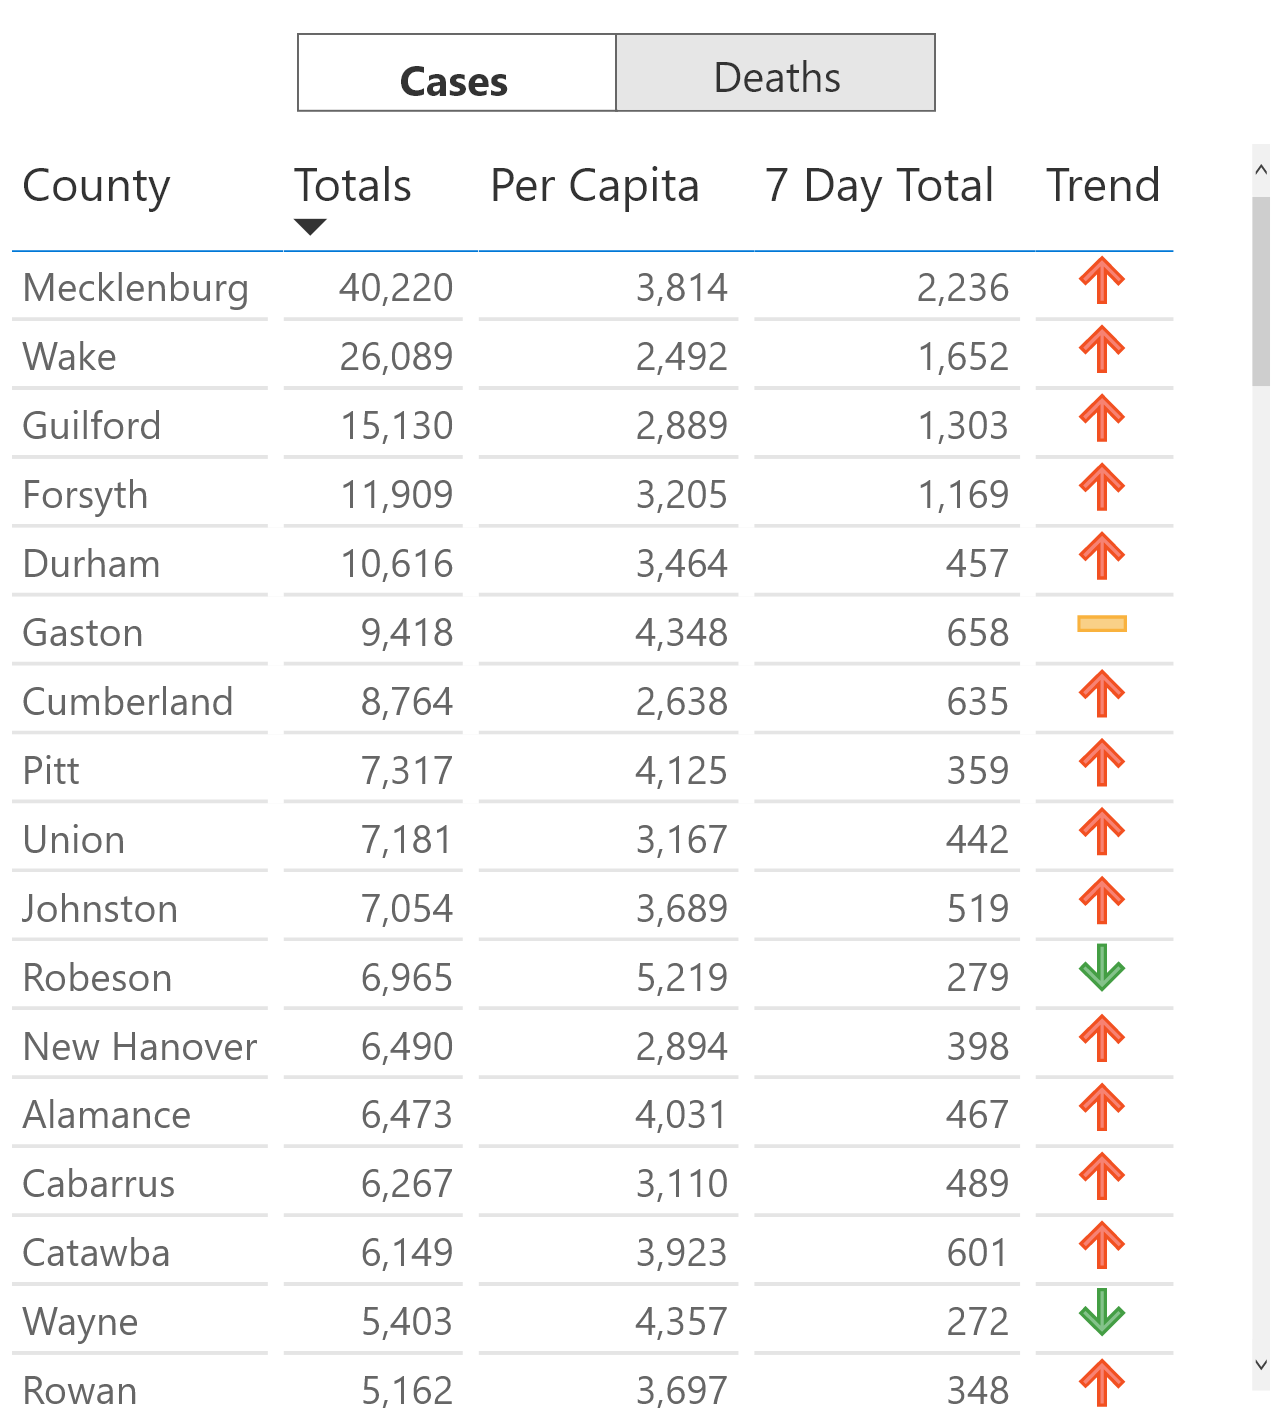 Cases Deaths
County Totals Per Capita 7 Day Total Trend
Mecklenburg 40,220 3,814 2,236
Wake 26,089 2,492 1,652
Guilford 15,130 2,889 1,303
Forsyth 11,909 3,205 1,169
Durham 10,616 3,464 457
Gaston 9,418 4,348 658
Cumberland 8,764 2,638 635
Pitt 7,317 4,125 359
Union 7,181 3,167 442
Johnston 7,054 3,689 519
Robeson 6,965 5,219 279
New Hanover 6,490 2,894 398
Alamance 6,473 4,031 467
Cabarrus 6,267 3,110 489
Catawba 6,149 3,923 601
Wayne 5,403 4,357 272
Rowan 5,162 3,697 348